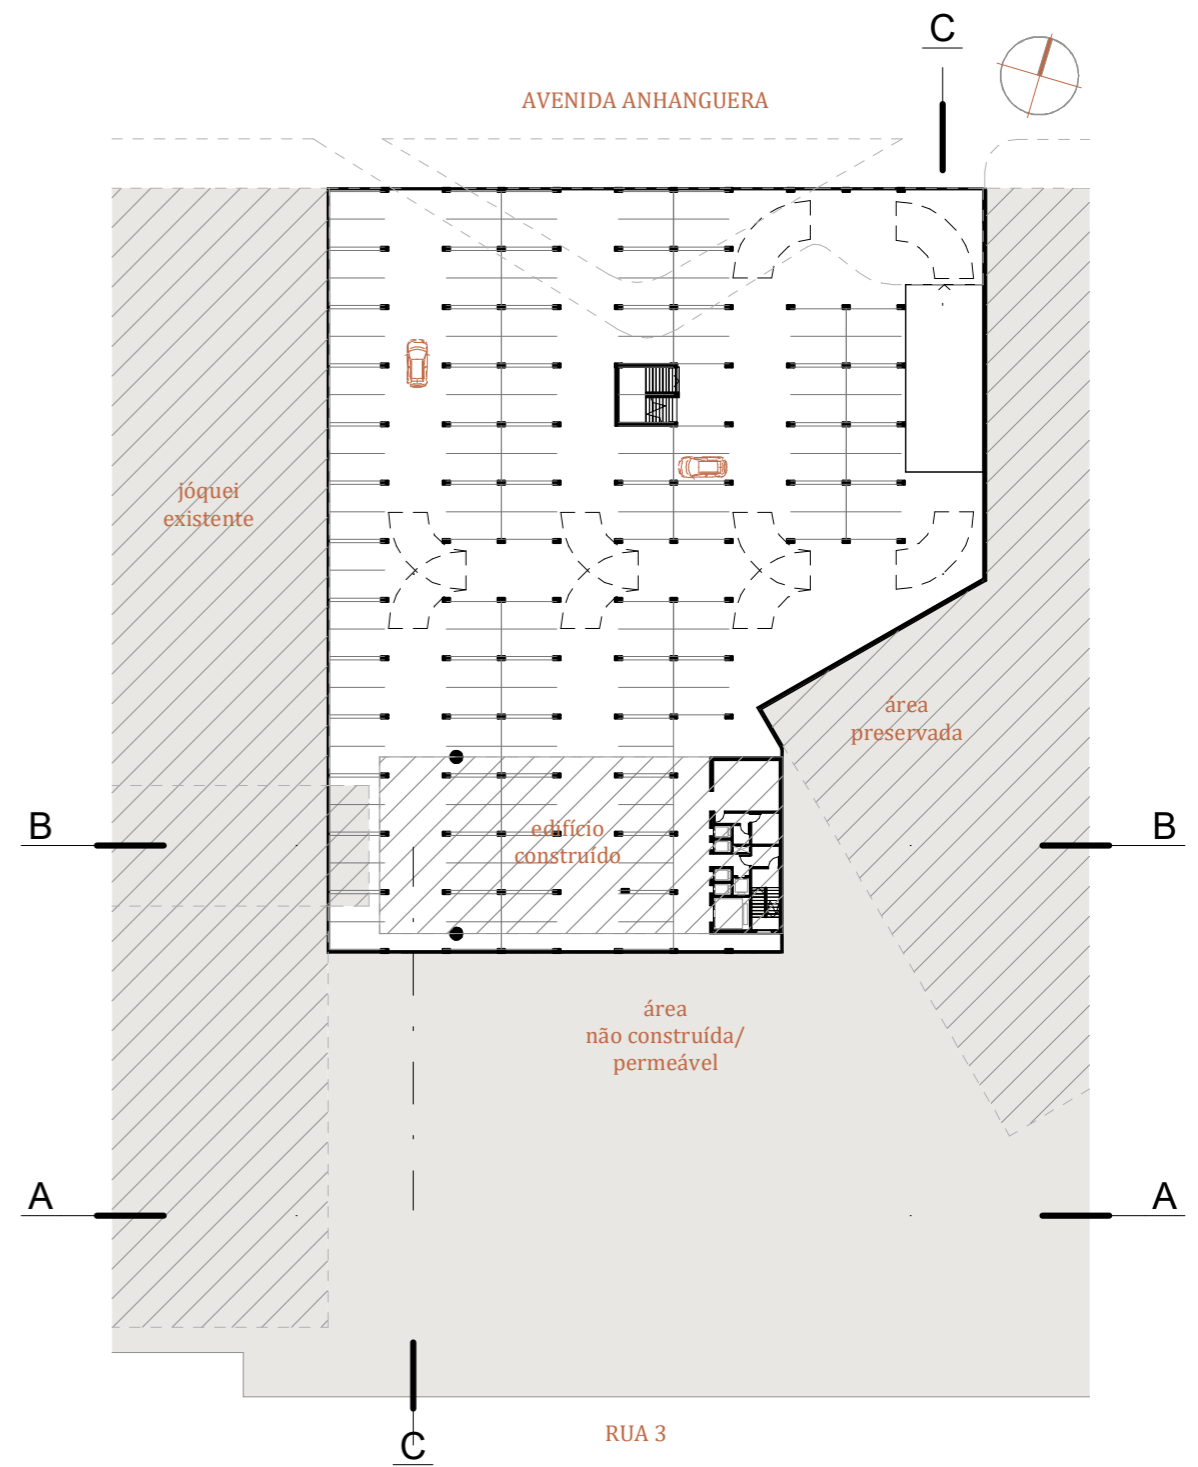 C
AVENIDA ANHANGUERA
jóquei
existente
área
preservada
B
edifício
construído
B
área
não construída/
permeável
A
A
C
RUA 3